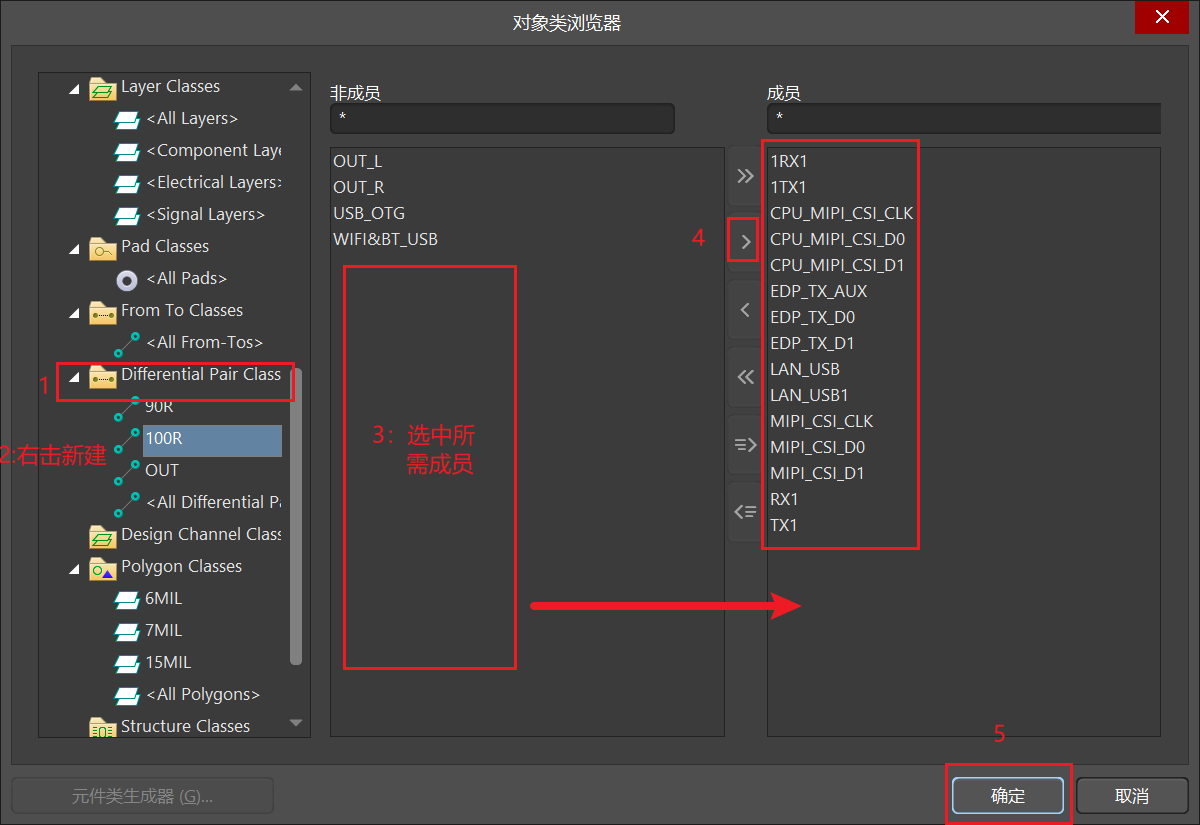 对象类浏览器
Layer Classes
<All Layers>
<Component Laye
<Electrical Layers>
<Signal Layers>
Pad Classes
<All Pads>
From To Classes
<All From-Tos>
1
Differential Pair Class
90R
2:右击新建
100R
OUT
<All Differential Pa
Design Channel Class
Polygon Classes
6MIL
7MIL
15MIL
<All Polygons>
Structure Classes
非成员
*
OUT_L
OUT_R
USB_OTG
WIFI&BT_USB
3：选中所
需成员
4
成员
*
1RX1
1TX1
CPU_MIPI_CSI_CLK
CPU_MIPI_CSI_D0
CPU_MIPI_CSI_D1
EDP_TX_AUX
EDP_TX_D0
EDP_TX_D1
LAN_USB
LAN_USB1
MIPI_CSI_CLK
MIPI_CSI_D0
MIPI_CSI_D1
RX1
TX1
5
元件类生成器 (G)...
确定
取消